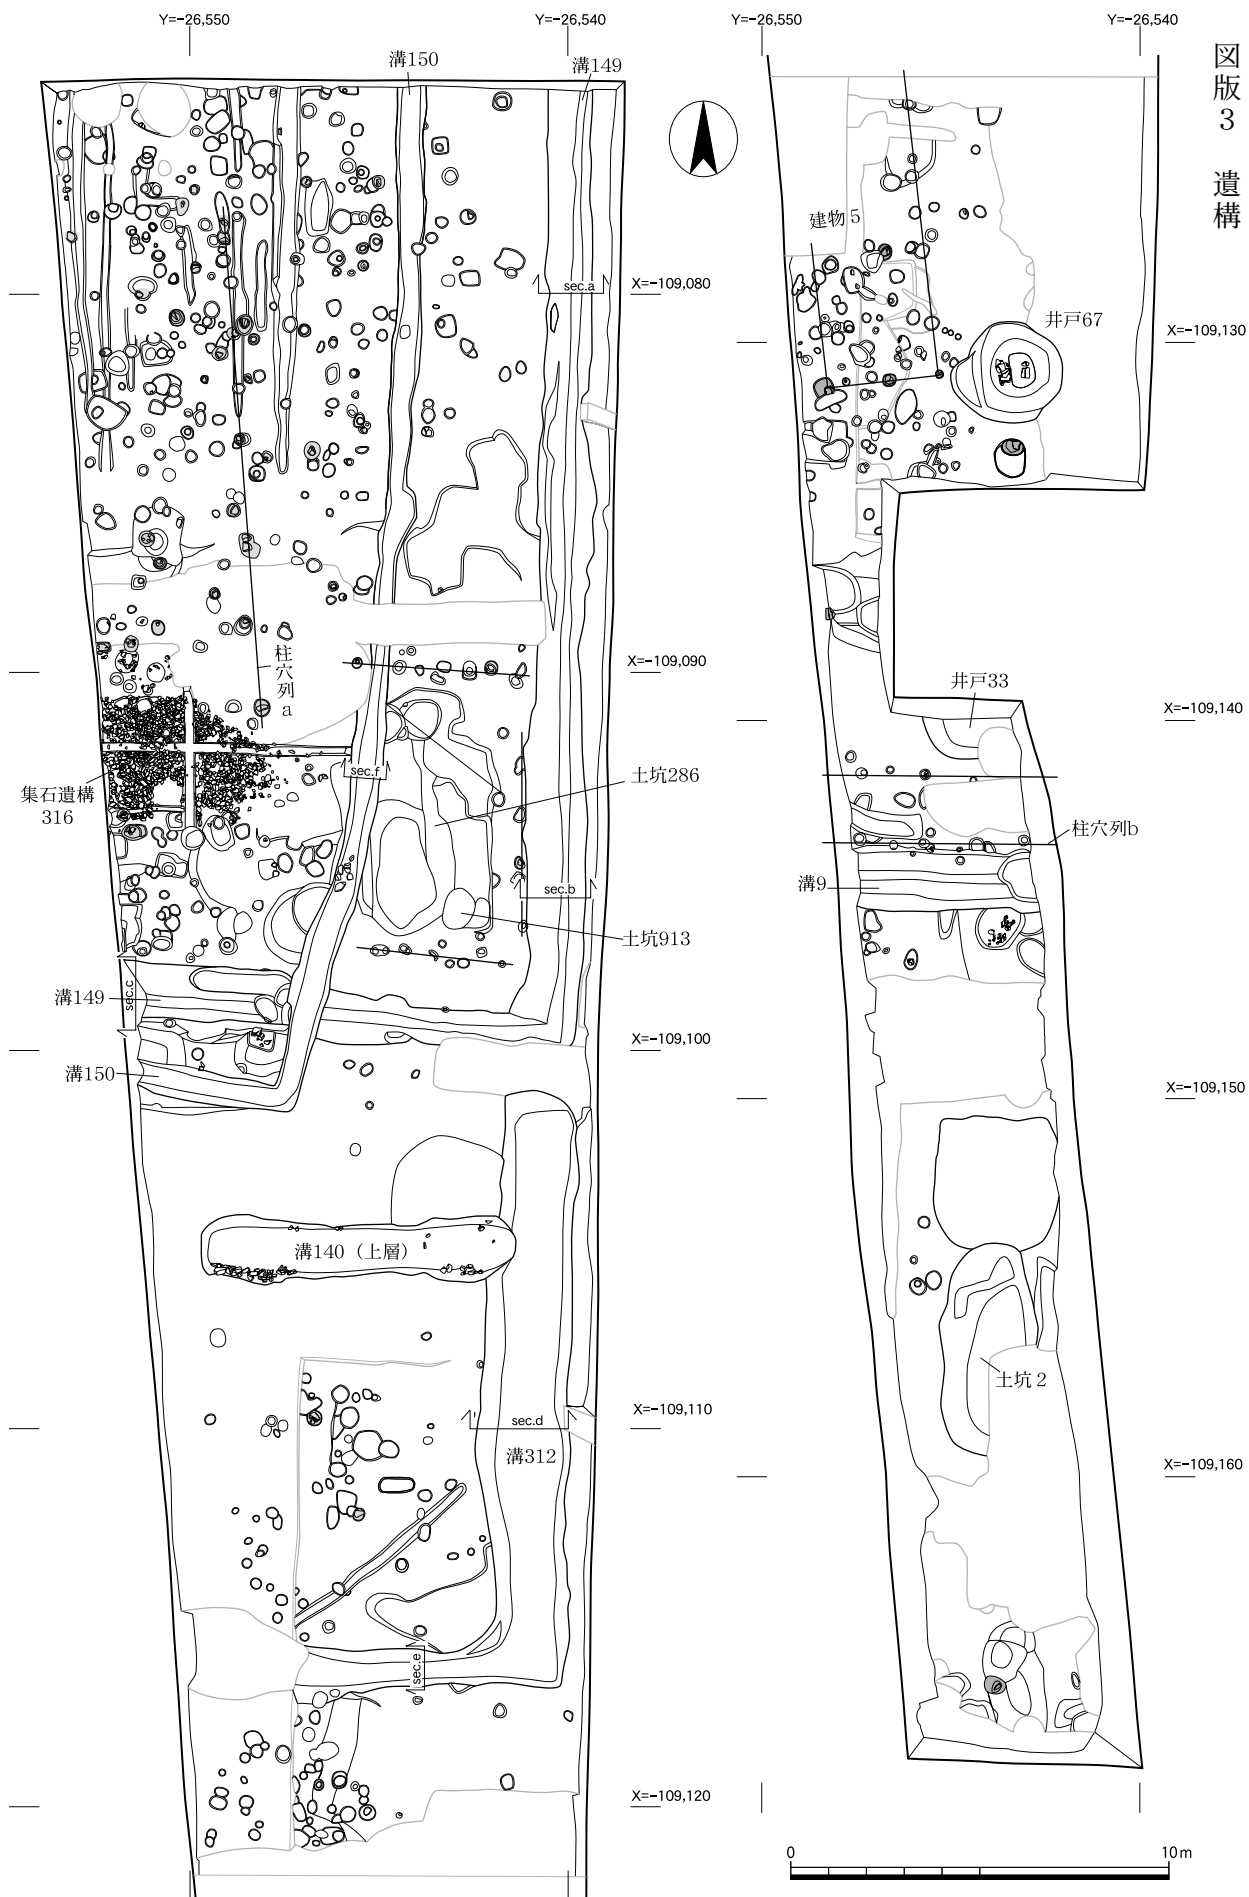 図版3 遺構
Y=−26,550
Y=−26,540
Y=−26,550
Y=−26,540
溝150
溝149
sec.a
X=−109,080
柱穴列a
X=−109,090
sec.f
集石遺構
316
土坑286
sec.b
土坑913
sec.c
溝149
X=−109,100
溝150
溝140（上層）
X=−109,110
sec.d
溝312
sec.e
X=−109,120
建物5
井戸67
X=−109,130
井戸33
X=−109,140
柱穴列b
溝9
X=−109,150
土坑2
X=−109,160
0
10m